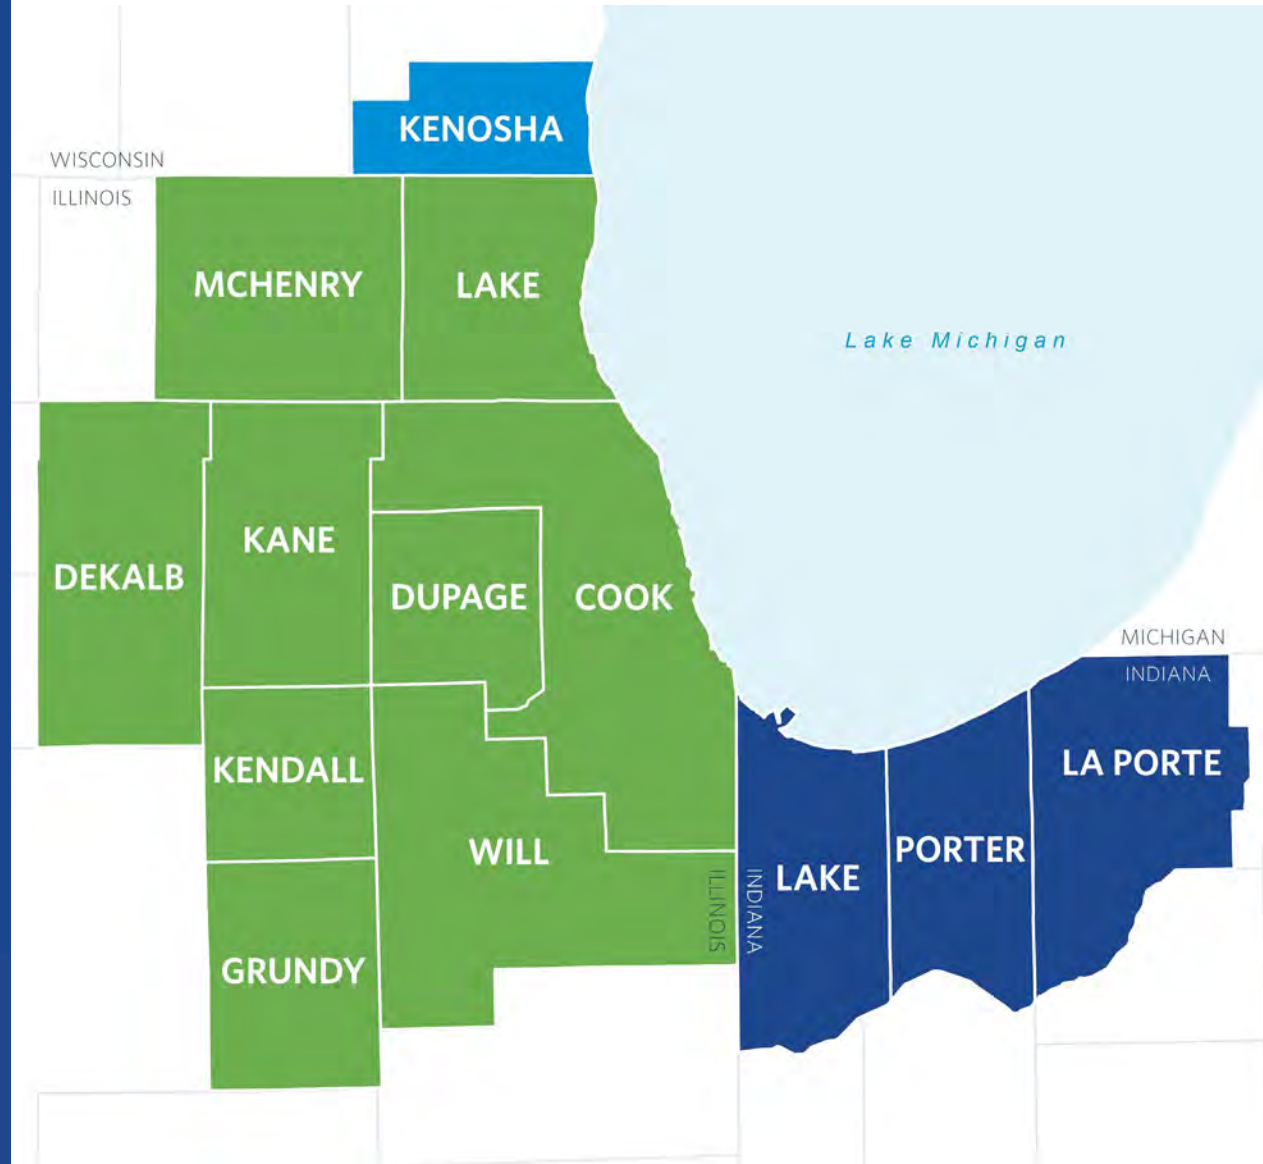 KENOSHA
WISCONSIN
ILLINOIS
MCHENRY
LAKE
Lake Michigan
KANE
DEKALB
DUPAGE
COOK
MICHIGAN
INDIANA
KENDALL
LA PORTE
WILL
PORTER
LAKE
ILLINOIS
INDIANA
GRUNDY